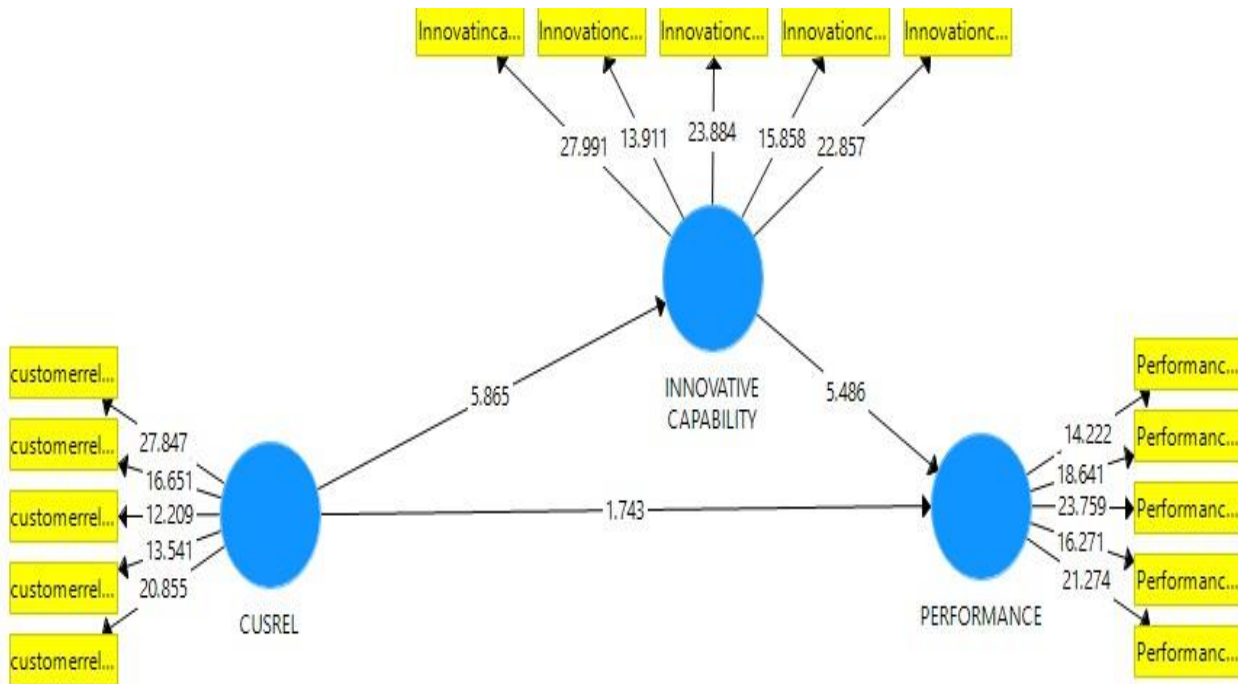 Innovatinca...
Innovationc...
Innovationc...
Innovationc...
Innovationc...
27.991
13.911
23.884
15.858
22.857
INNOVATIVE
CAPABILITY
5.865
5.486
1.743
customerrel...
customerrel...
customerrel...
customerrel...
customerrel...
27.847
16.651
12.209
13.541
20.855
CUSREL
Performanc...
Performanc...
Performanc...
Performanc...
Performanc...
14.222
18.641
23.759
16.271
21.274
PERFORMANCE